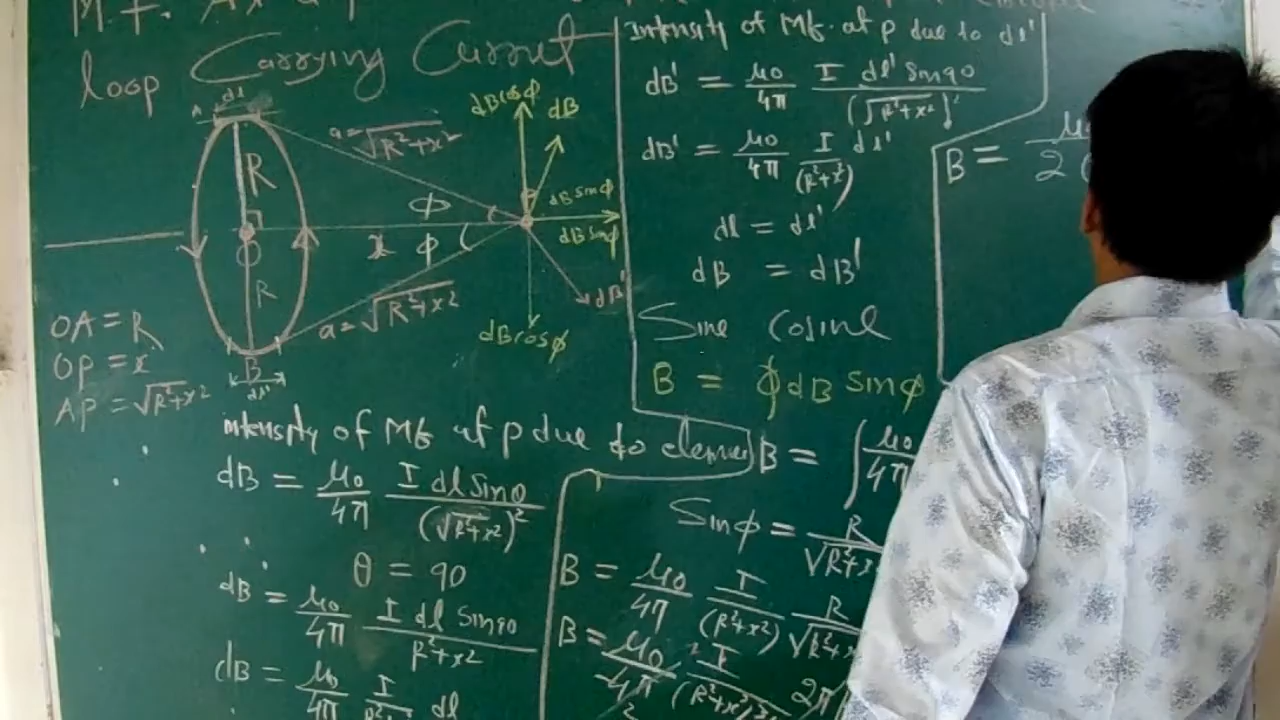 M.f.
loop Carrying Current
dl
A
R
O
R
B
dl'
a = √R²+x²
ϕ
x ϕ
a = √R²+x²
dBcosϕ
dB
P
dB sinϕ
dB sinϕ
dB'
dBcosϕ
OA = R
OP = x
AP = √R²+x²
intensity of Mf at p due to element
dB = μ0/4π I dl sinθ/(√R²+x²)²
θ = 90
dB = μ0/4π I dl sin90/R²+x²
dB = μ0/4π I/R²+x² dl
Intensity of Mf. at p due to dl'
dB' = μ0/4π I dl' Sin90/(√R²+x²)²
dB' = μ0/4π I/(R²+x²) dl'
dl = dl'
dB = dB'
Sine Cosine
B = ∮dB Sinϕ
B = ∫ μ0/4π
Sinϕ = R/√R²+x
B = μ0/4π I/(R²+x²) R/√R²+x
B = μ0/4π I 2π
B = μ 2(